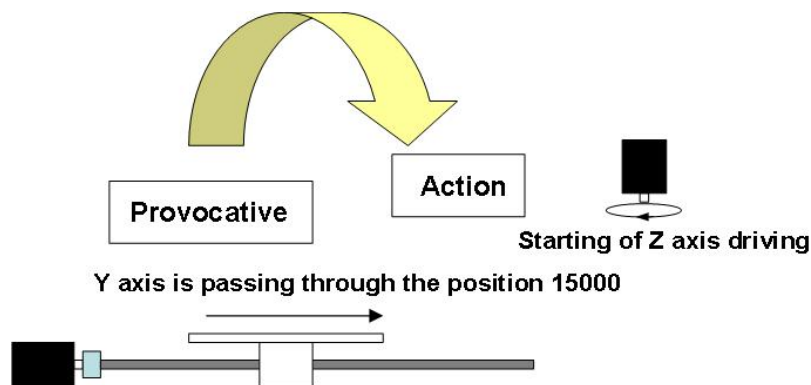 Provocative
Action
Starting of Z axis driving
Y axis is passing through the position 15000